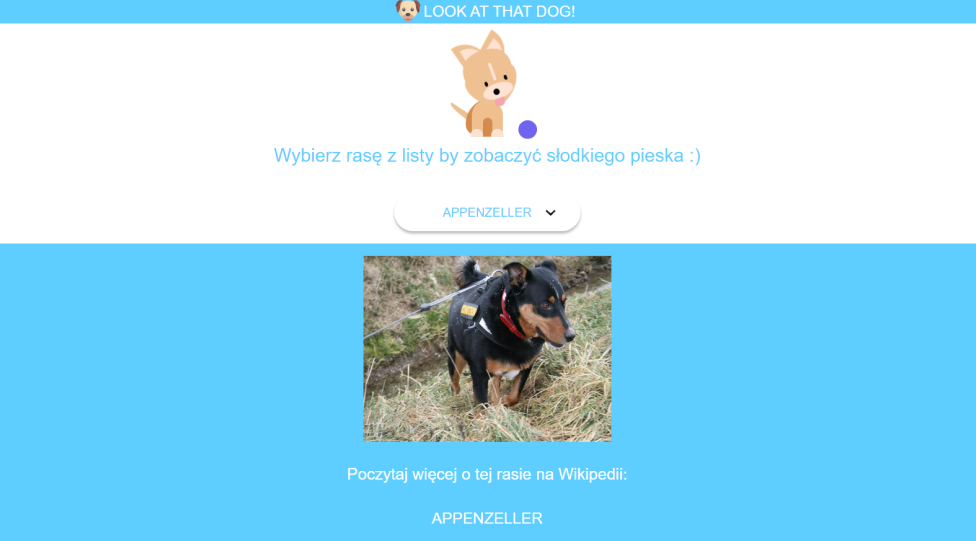 LOOK AT THAT DOG!
Wybierz rasę z listy by zobaczyć słodkiego pieska :)
APPENZELLER
Poczytaj więcej o tej rasie na Wikipedii:
APPENZELLER